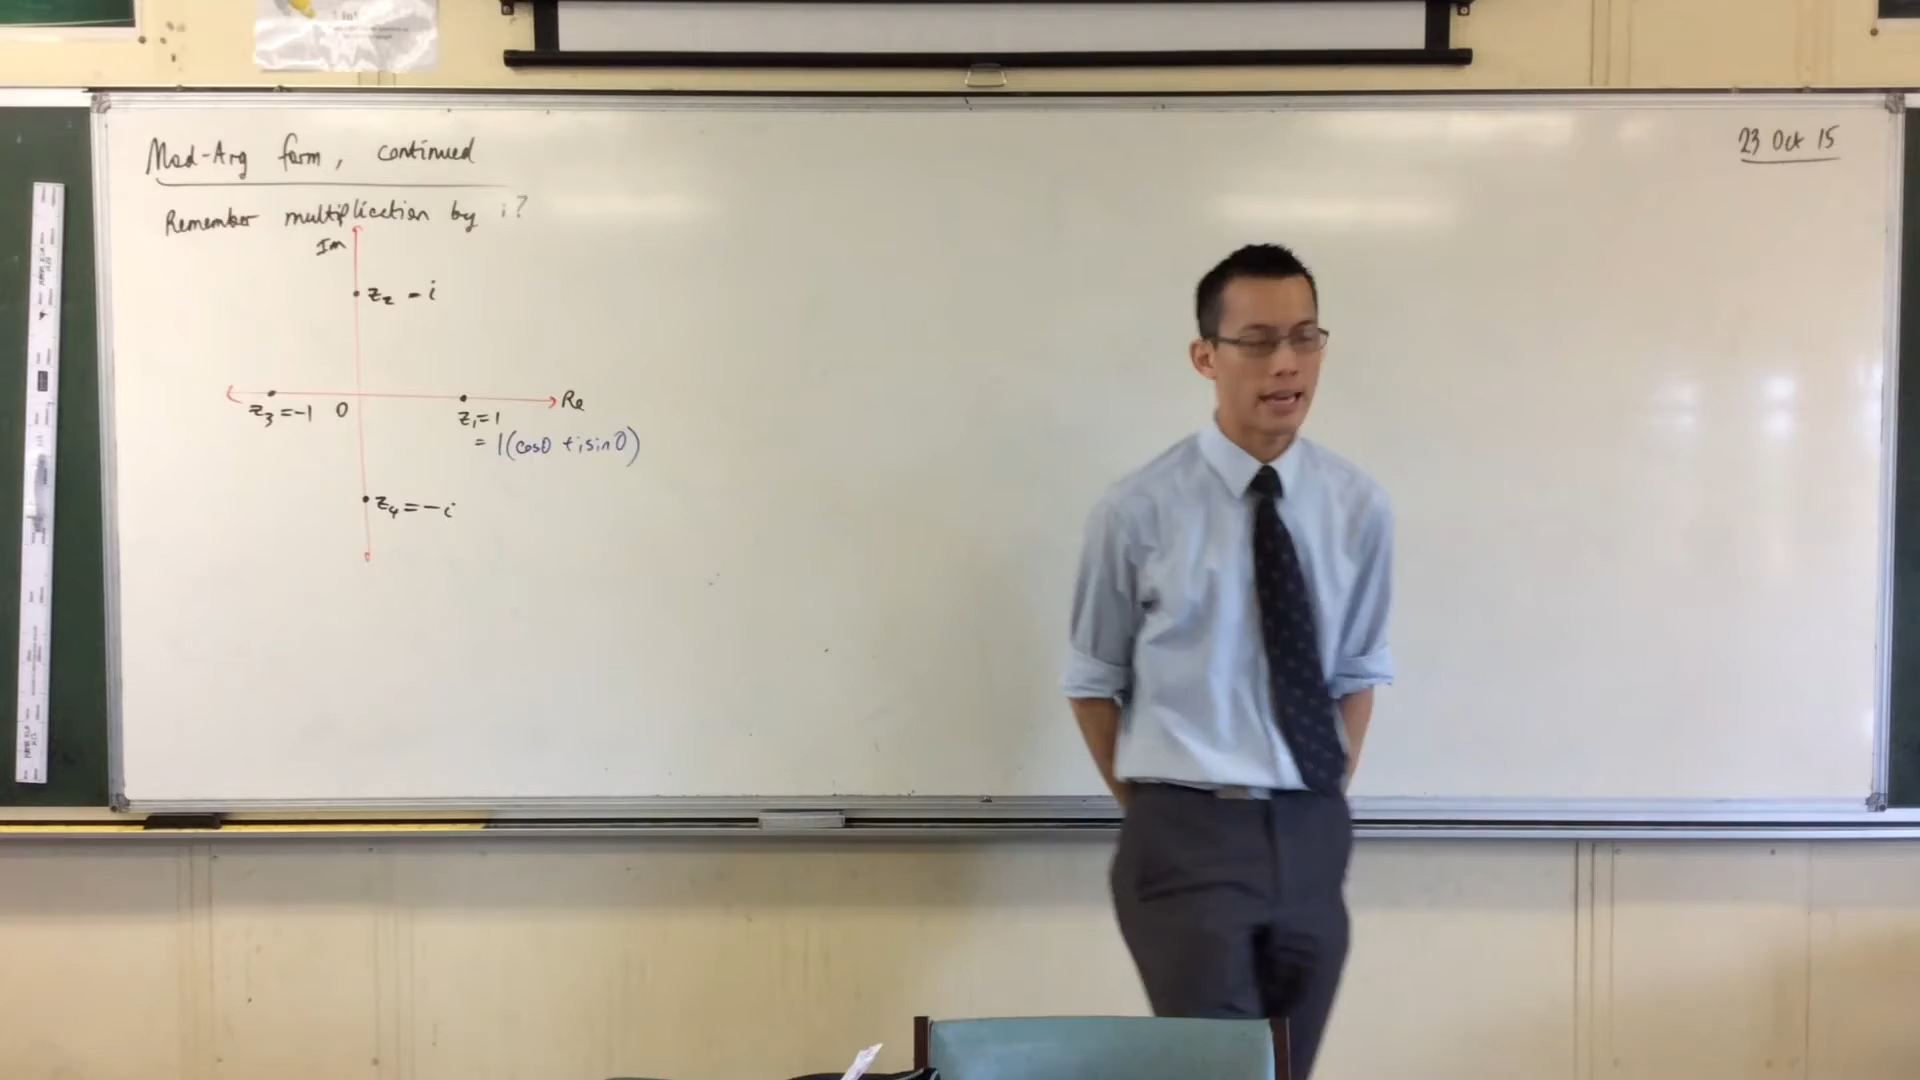 Mod-Arg form, continued
23 Oct 15
Remember multiplication by i?
Im
z₂ = i
Re
z₃ = -1
0
z₁ = 1
= 1(cos0 + i sin0)
z₄ = -i